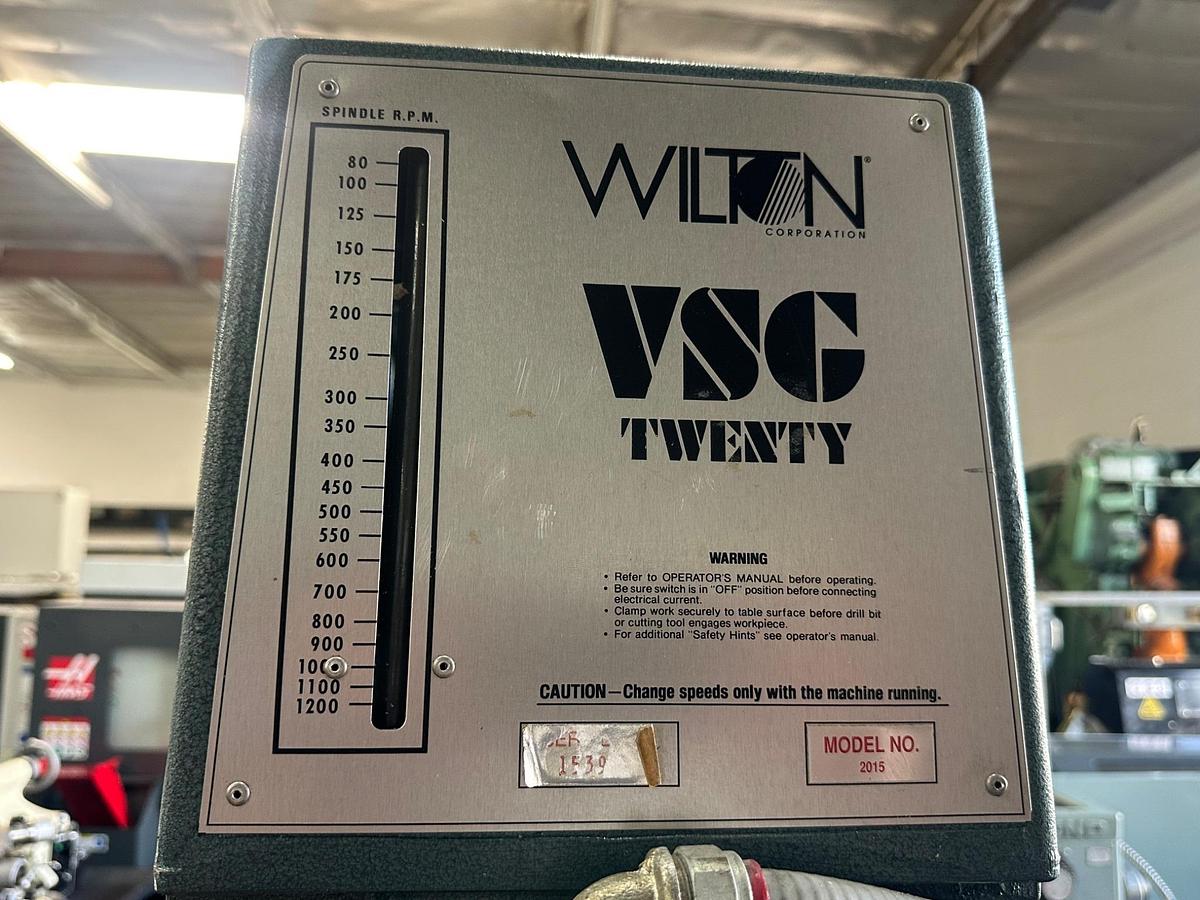 SPINDLE R.P.M.
80
100
125
150
175
200
250
300
350
400
450
500
550
600
700
800
900
1100
1200
WILTON®
CORPORATION
VSG
TWENTY
WARNING
• Refer to OPERATOR'S MANUAL before operating.
• Be sure switch is in "OFF" position before connecting
electrical current.
• Clamp work securely to table surface before drill bit
or cutting tool engages workpiece.
• For additional "Safety Hints" see operator's manual.
CAUTION—Change speeds only with the machine running.
1539
MODEL NO.
2015